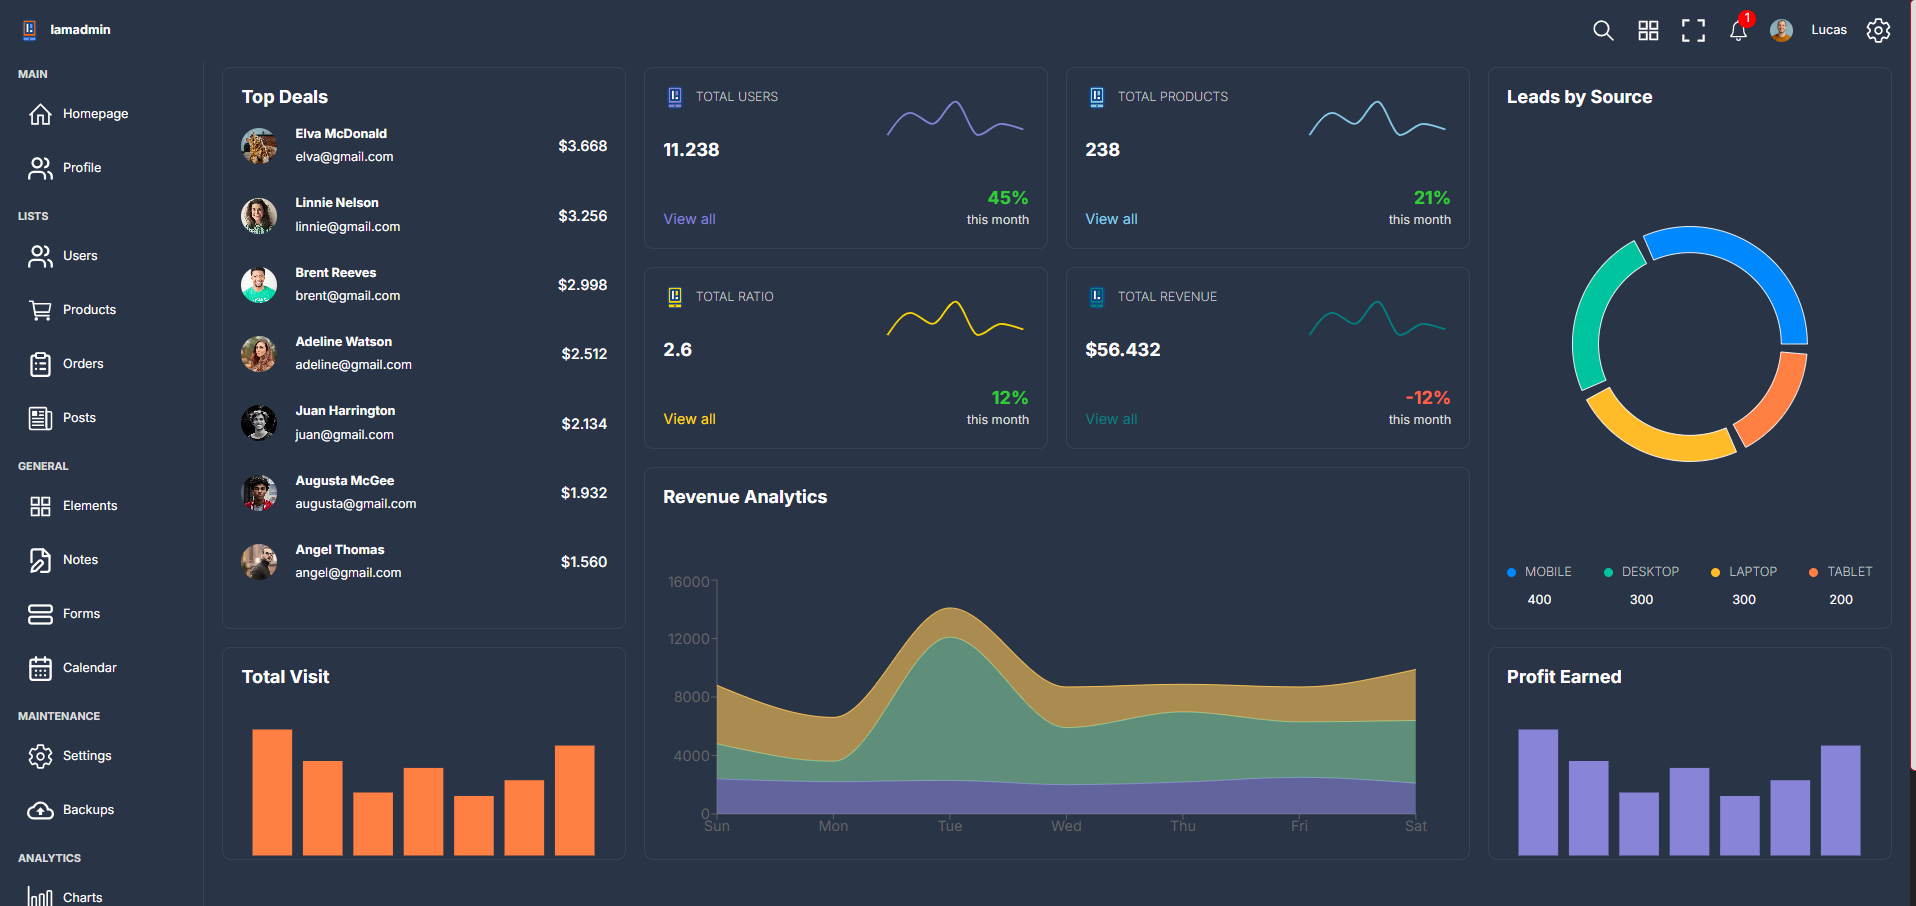 lamadmin
1
Lucas
MAIN
Homepage
Profile
LISTS
Users
Products
Orders
Posts
GENERAL
Elements
Notes
Forms
Calendar
MAINTENANCE
Settings
Backups
ANALYTICS
Charts
Top Deals
Elva McDonald
elva@gmail.com
$3.668
Linnie Nelson
linnie@gmail.com
$3.256
Brent Reeves
brent@gmail.com
$2.998
Adeline Watson
adeline@gmail.com
$2.512
Juan Harrington
juan@gmail.com
$2.134
Augusta McGee
augusta@gmail.com
$1.932
Angel Thomas
angel@gmail.com
$1.560
TOTAL USERS
11.238
View all
45%
this month
TOTAL PRODUCTS
238
View all
21%
this month
TOTAL RATIO
2.6
View all
12%
this month
TOTAL REVENUE
$56.432
View all
-12%
this month
Leads by Source
MOBILE
400
DESKTOP
300
LAPTOP
300
TABLET
200
Total Visit
Revenue Analytics
16000
12000
8000
4000
0
Sun Mon Tue Wed Thu Fri Sat
Profit Earned